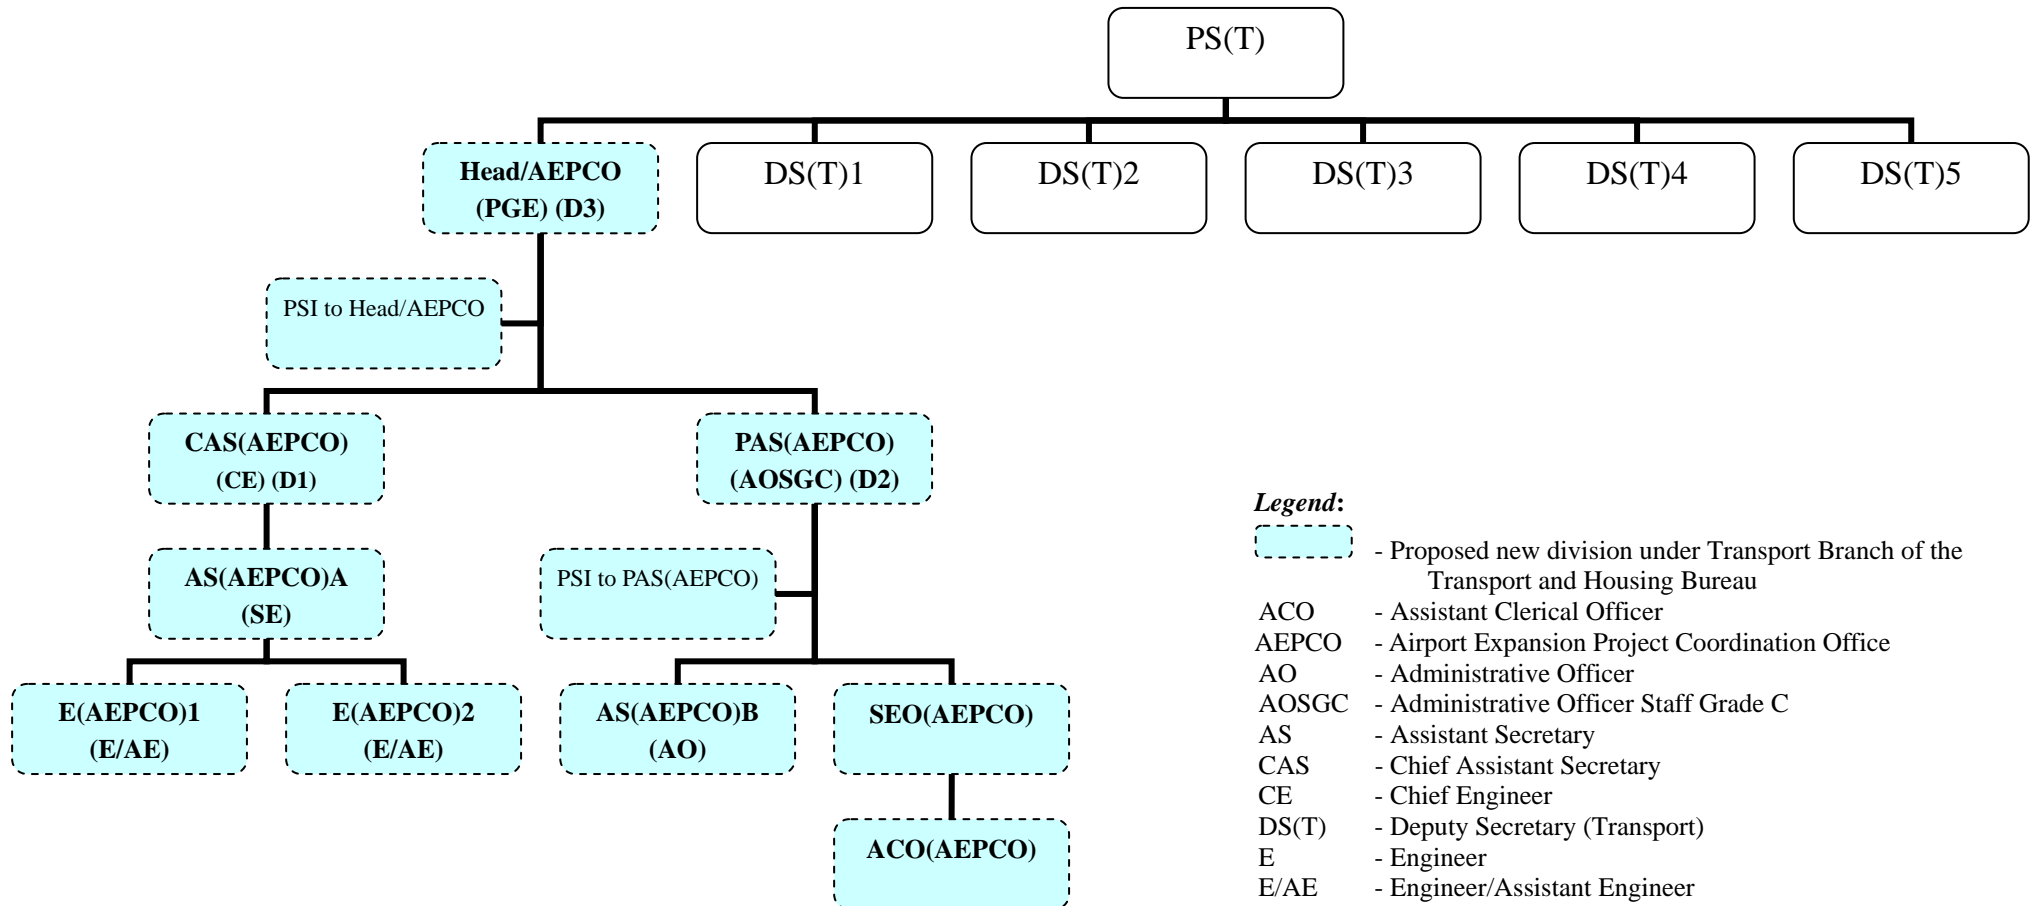 PS(T)
Head/AEPCO
(PGE) (D3)
DS(T)1
DS(T)2
DS(T)3
DS(T)4
DS(T)5
PSI to Head/AEPCO
CAS(AEPCO)
(CE) (D1)
PAS(AEPCO)
(AOSGC) (D2)
AS(AEPCO)A
(SE)
PSI to PAS(AEPCO)
E(AEPCO)1
(E/AE)
E(AEPCO)2
(E/AE)
AS(AEPCO)B
(AO)
SEO(AEPCO)
ACO(AEPCO)
Legend:
- Proposed new division under Transport Branch of the
Transport and Housing Bureau
ACO - Assistant Clerical Officer
AEPCO - Airport Expansion Project Coordination Office
AO - Administrative Officer
AOSGC - Administrative Officer Staff Grade C
AS - Assistant Secretary
CAS - Chief Assistant Secretary
CE - Chief Engineer
DS(T) - Deputy Secretary (Transport)
E - Engineer
E/AE - Engineer/Assistant Engineer